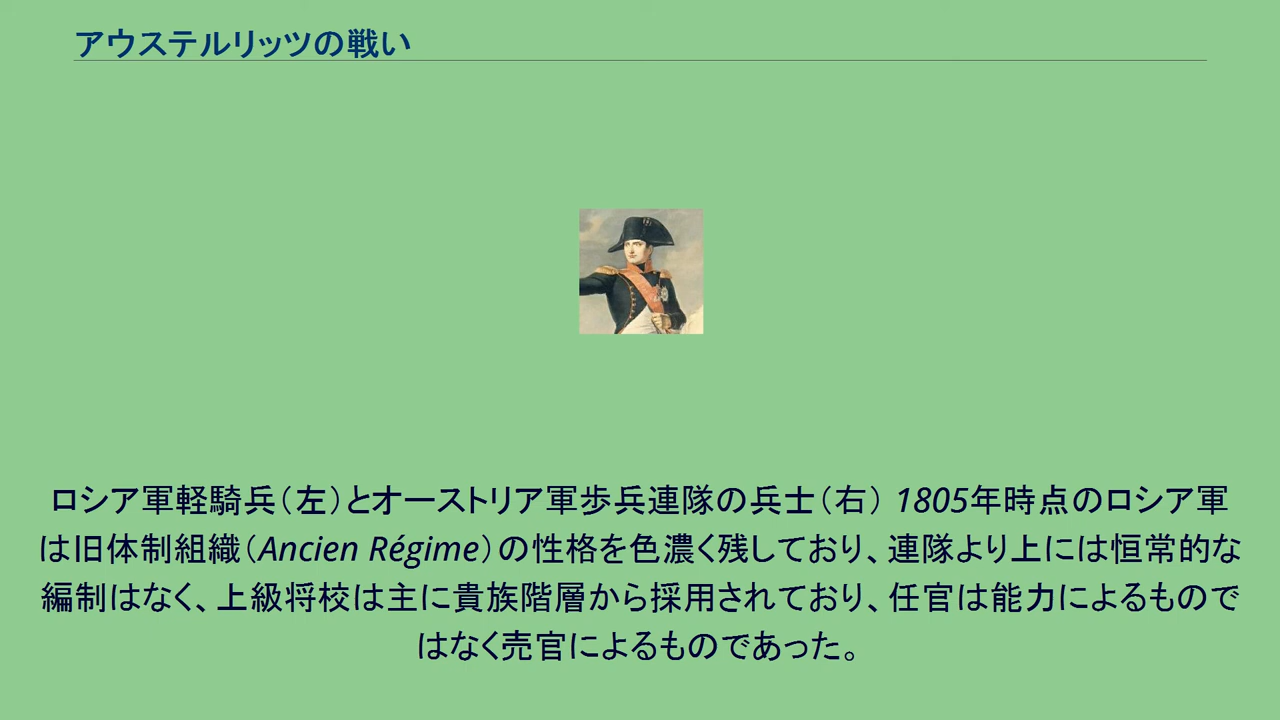 アウステルリッツの戦い
ロシア軍軽騎兵（左）とオーストリア軍歩兵連隊の兵士（右） 1805年時点のロシア軍
は旧体制組織（Ancien Régime）の性格を色濃く残しており、連隊より上には恒常的な
編制はなく、上級将校は主に貴族階層から採用されており、任官は能力によるもので
はなく売官によるものであった。